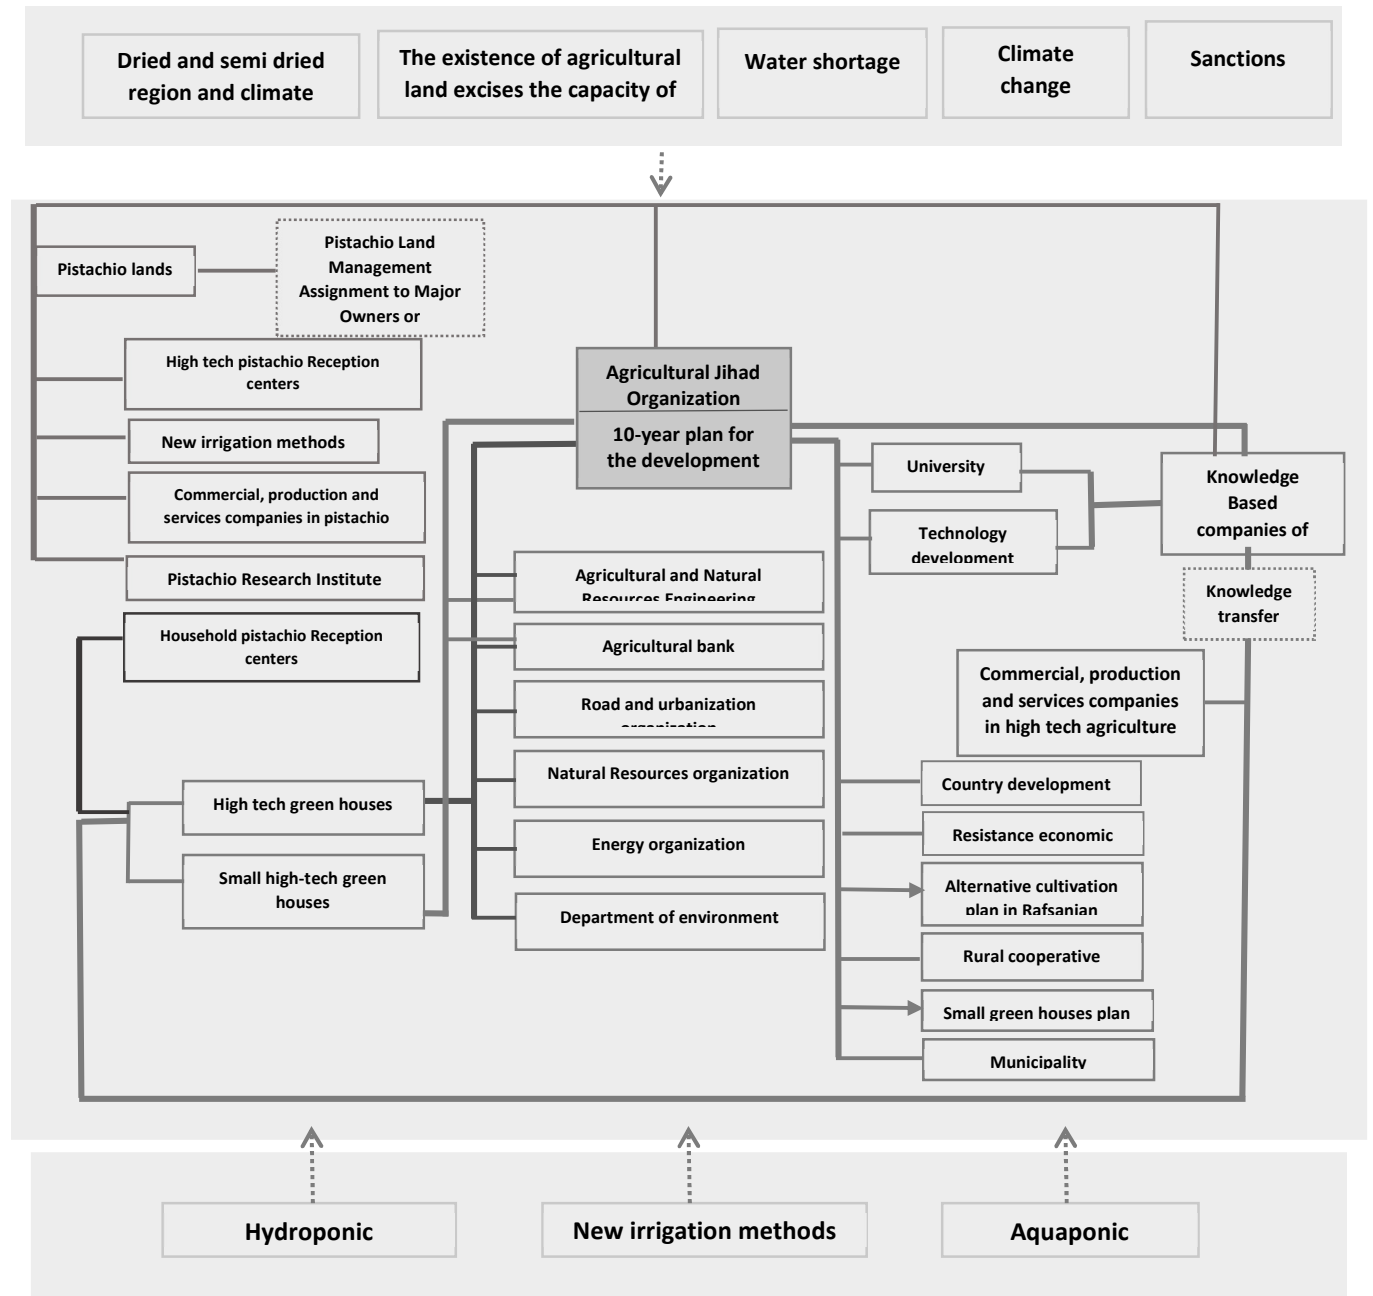 Dried and semi dried
region and climate
The existence of agricultural
land excises the capacity of
Water shortage
Climate
change
Sanctions
Pistachio lands
Pistachio Land
Management
Assignment to Major
Owners or
High tech pistachio Reception
centers
New irrigation methods
Commercial, production and
services companies in pistachio
Pistachio Research Institute
Household pistachio Reception
centers
High tech green houses
Small high-tech green
houses
Agricultural Jihad
Organization
10-year plan for
the development
Agricultural and Natural
Resources Engineering
Agricultural bank
Road and urbanization
organization
Natural Resources organization
Energy organization
Department of environment
University
Technology
development
Knowledge
Based
companies of
Knowledge
transfer
Commercial, production
and services companies
in high tech agriculture
Country development
Resistance economic
Alternative cultivation
plan in Rafsanjan
Rural cooperative
Small green houses plan
Municipality
Hydroponic
New irrigation methods
Aquaponic